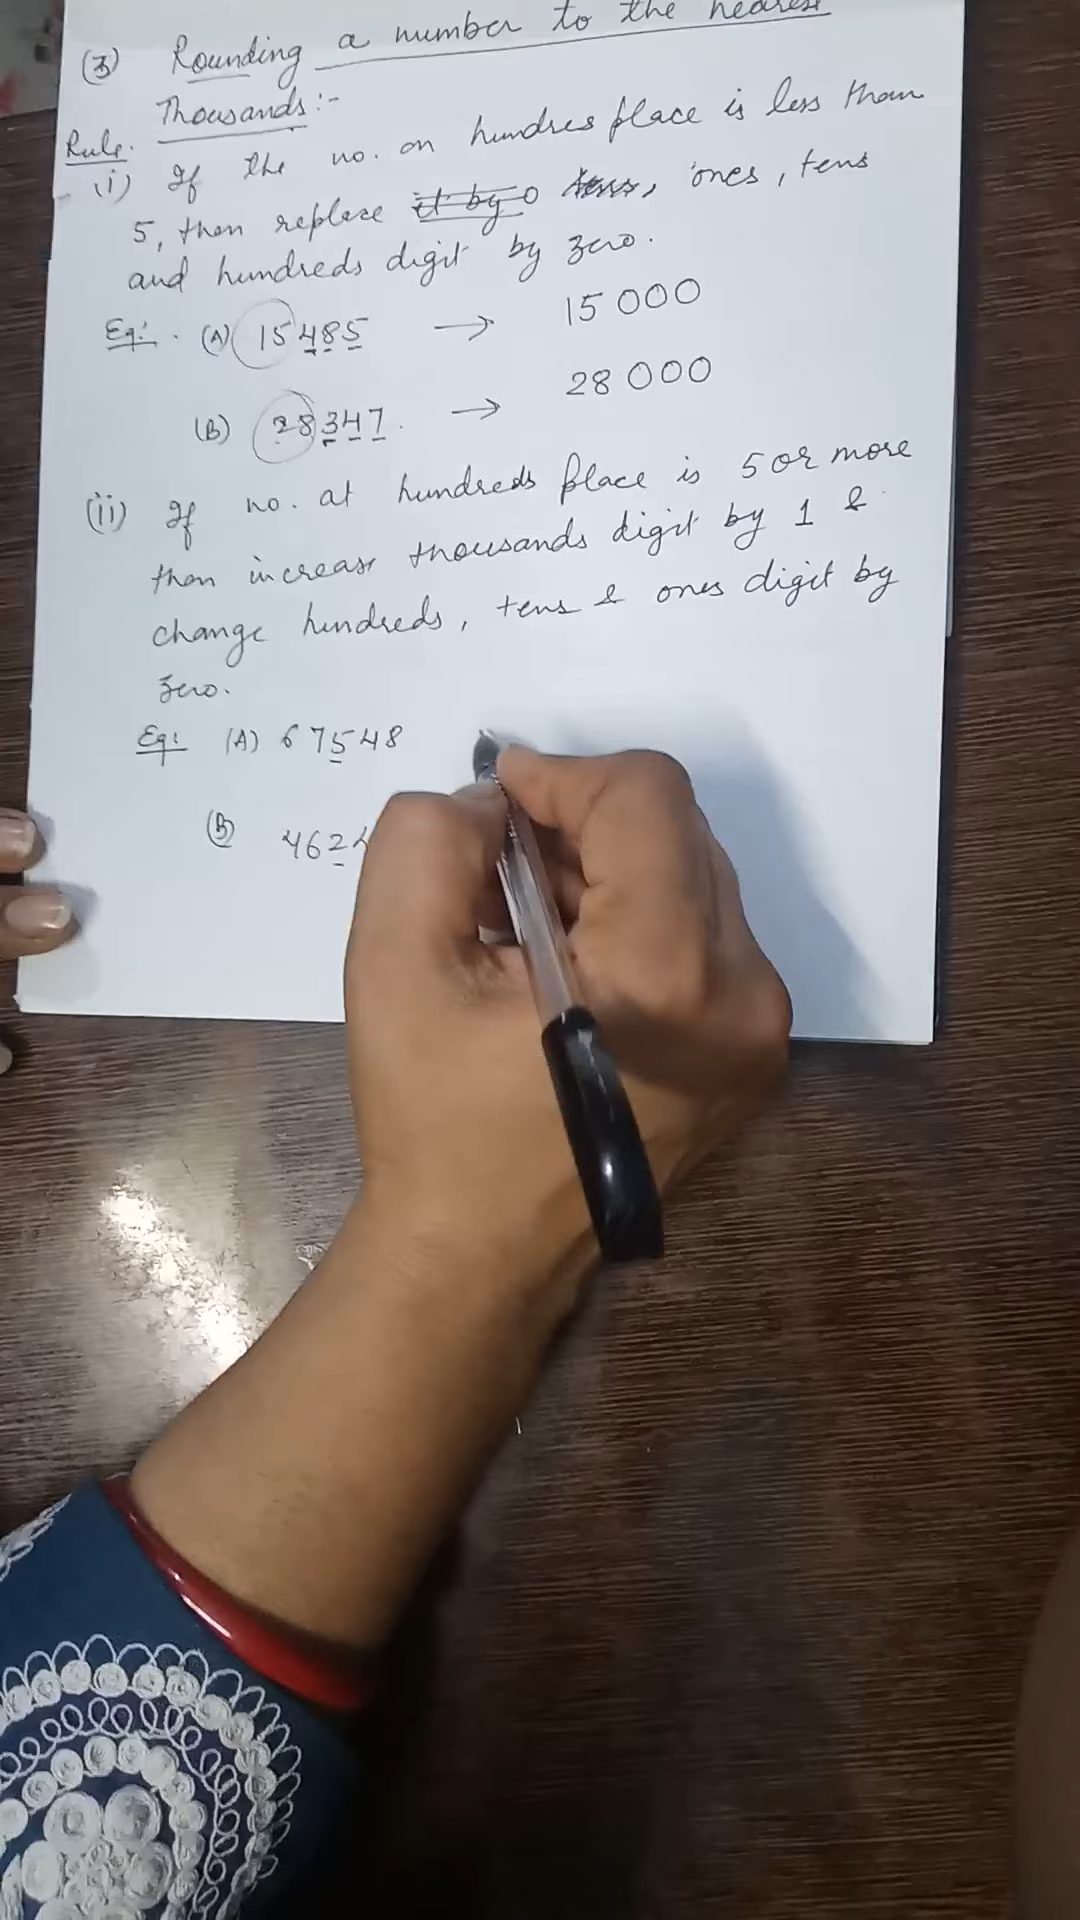 (3) Rounding a number to the nearest
Thousands:-
Rule.
(i) If the no. on hundres place is less than
5, then replace it by 0 tens, ones, tens
and hundreds digit by zero.
Eg:. (A) 15485 → 15000
(B) 28347. → 28000
(ii) If no. at hundreds place is 5 or more
then increase thousands digit by 1 &
change hundreds, tens & ones digit by
zero.
Eg: (A) 67548
(B) 462